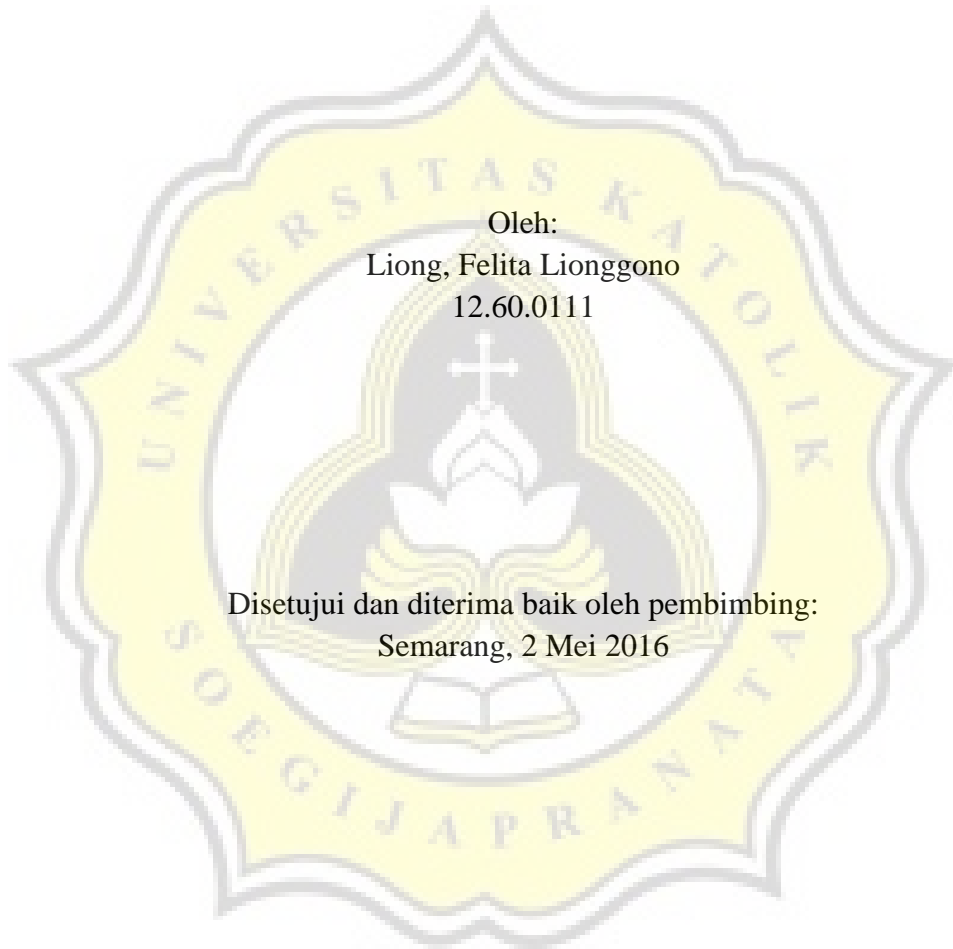 UNIVERSITAS KATOLIK
Oleh:
Liong, Felita Lionggono
12.60.0111
Disetujui dan diterima baik oleh pembimbing:
Semarang, 2 Mei 2016
SOEGIJAPRANATA